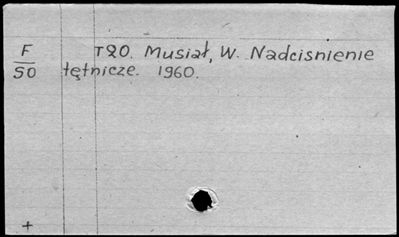 F T20. Musiał, W. Nadcisnienie
50 tętnicze. 1960.
+